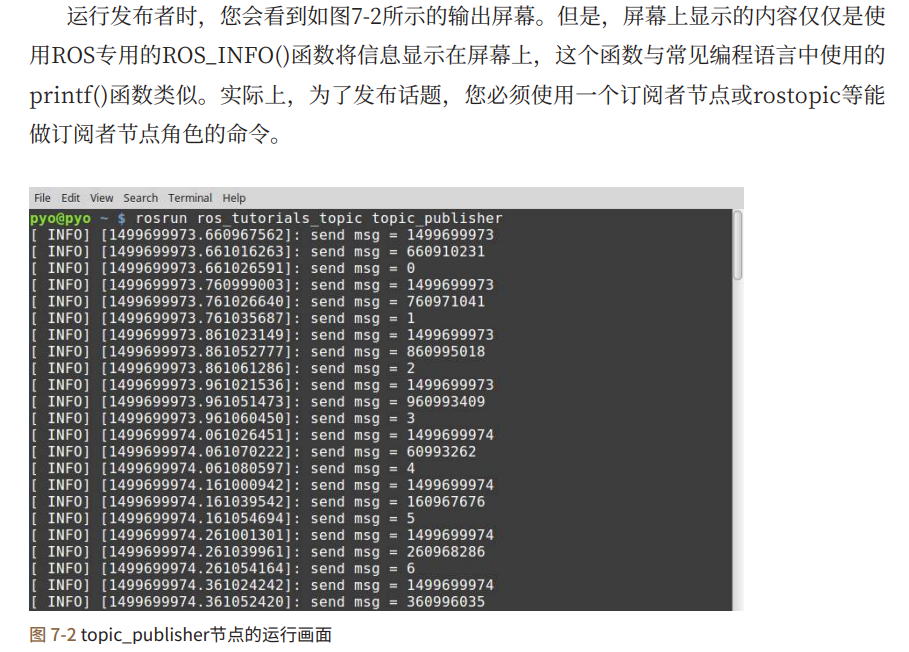 运行发布者时，您会看到如图7-2所示的输出屏幕。但是，屏幕上显示的内容仅仅是使
用ROS专用的ROS_INFO()函数将信息显示在屏幕上，这个函数与常见编程语言中使用的
printf()函数类似。实际上，为了发布话题，您必须使用一个订阅者节点或rostopic等能
做订阅者节点角色的命令。
File Edit View Search Terminal Help
pyo@pyo ~ $ rosrun ros_tutorials_topic topic_publisher
[ INFO] [1499699973.660967562]: send msg = 1499699973
[ INFO] [1499699973.661016263]: send msg = 660910231
[ INFO] [1499699973.661026591]: send msg = 0
[ INFO] [1499699973.760999003]: send msg = 1499699973
[ INFO] [1499699973.761026640]: send msg = 760971041
[ INFO] [1499699973.761035687]: send msg = 1
[ INFO] [1499699973.861023149]: send msg = 1499699973
[ INFO] [1499699973.861052777]: send msg = 860995018
[ INFO] [1499699973.861061286]: send msg = 2
[ INFO] [1499699973.961021536]: send msg = 1499699973
[ INFO] [1499699973.961051473]: send msg = 960993409
[ INFO] [1499699973.961060450]: send msg = 3
[ INFO] [1499699974.061026451]: send msg = 1499699974
[ INFO] [1499699974.061070222]: send msg = 60993262
[ INFO] [1499699974.061080597]: send msg = 4
[ INFO] [1499699974.161000942]: send msg = 1499699974
[ INFO] [1499699974.161039542]: send msg = 160967676
[ INFO] [1499699974.161054694]: send msg = 5
[ INFO] [1499699974.261001301]: send msg = 1499699974
[ INFO] [1499699974.261039961]: send msg = 260968286
[ INFO] [1499699974.261054164]: send msg = 6
[ INFO] [1499699974.361024242]: send msg = 1499699974
[ INFO] [1499699974.361052420]: send msg = 360996035
图 7-2 topic_publisher节点的运行画面